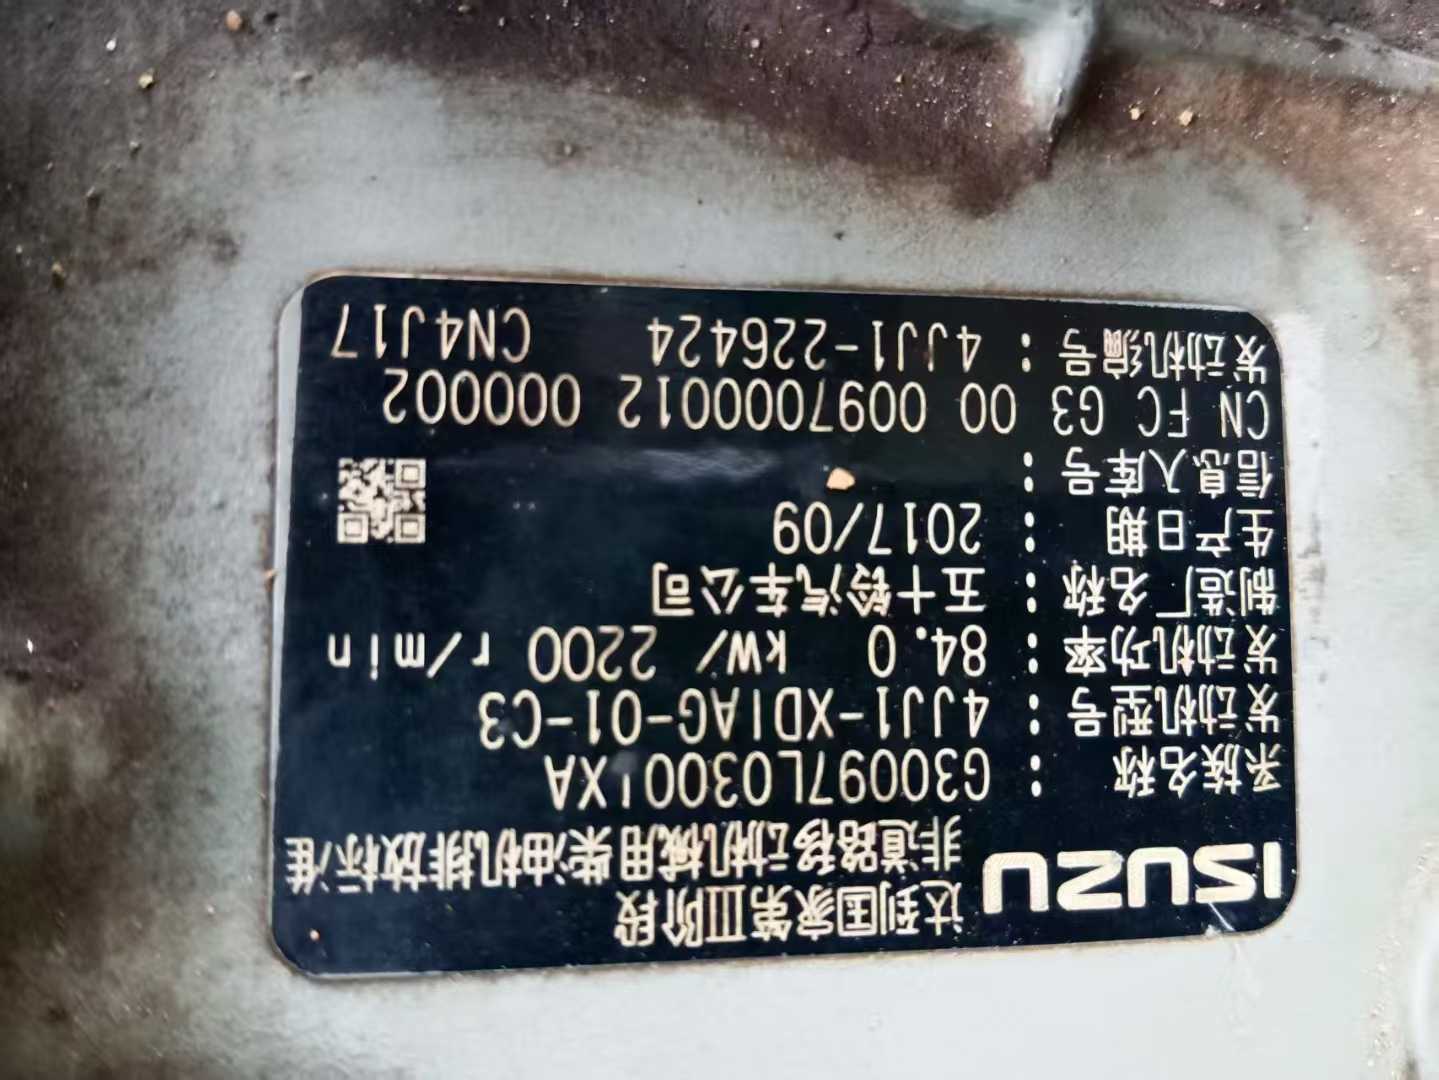 ISUZU 达到国家第Ⅲ阶段
非道路移动机械用柴油机排放标准
系族名称 : G30097L0300IXA
发动机型号 : 4JJ1-XDIAG-01-C3
发动机功率 : 84.0 kW/ 2200 r/min
制造厂名称 : 五十铃汽车公司
生产日期 : 2017/09
信息入库号 :
CN FC G3 00 0097000012 000002
发动机编号 : 4JJ1-226424 CN4J17